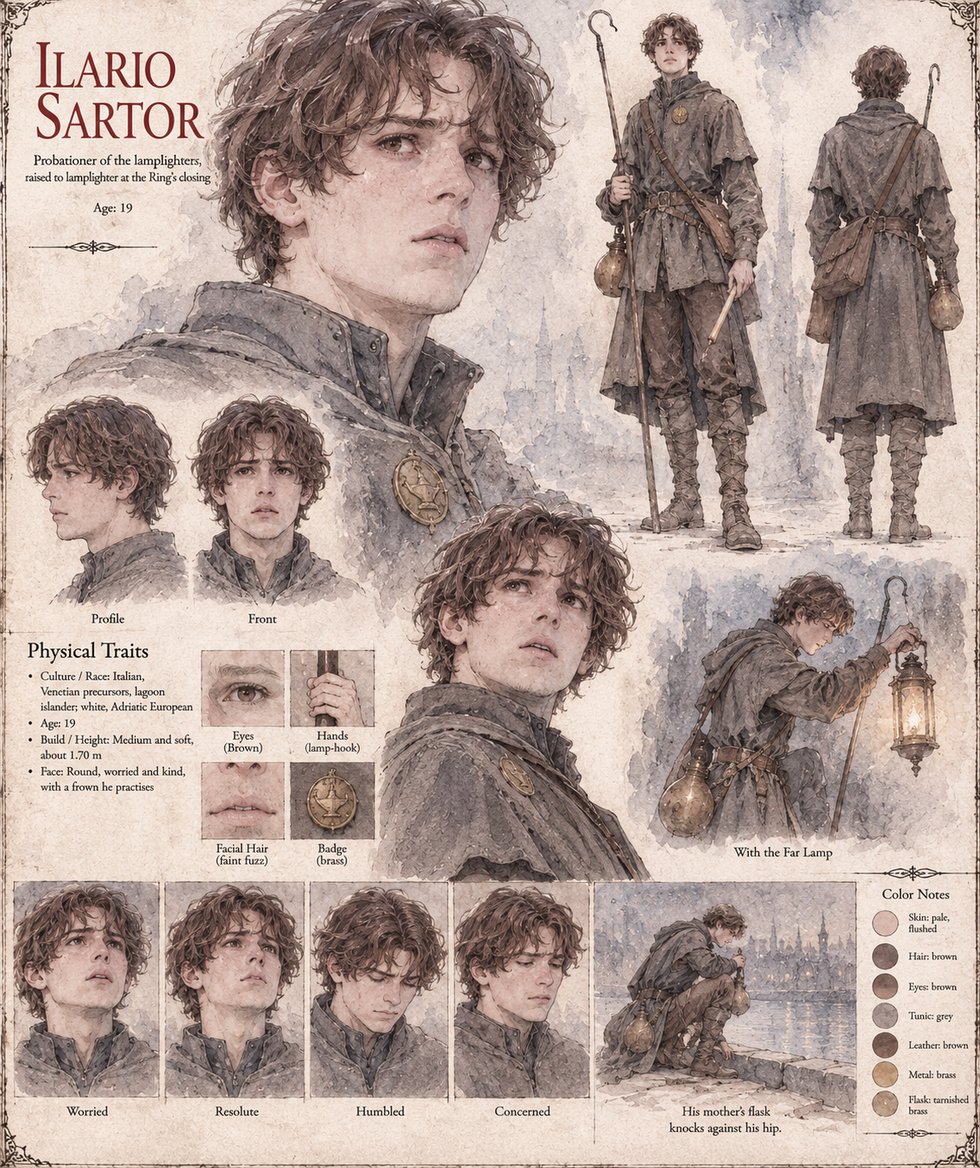 ILARIO
SARTOR
Probationer of the lamplighters,
raised to lamplighter at the Ring's closing
Age: 19
Profile
Front
Physical Traits
• Culture / Race: Italian,
Venetian precursors, lagoon
islander; white, Adriatic European
• Age: 19
• Build / Height: Medium and soft,
about 1.70 m
• Face: Round, worried and kind,
with a frown he practises
Eyes
(Brown)
Hands
(lamp-hook)
Facial Hair
(faint fuzz)
Badge
(brass)
With the Far Lamp
Worried
Resolute
Humbled
Concerned
His mother's flask
knocks against his hip.
Color Notes
Skin: pale,
flushed
Hair: brown
Eyes: brown
Tunic: grey
Leather: brown
Metal: brass
Flask: tarnished
brass